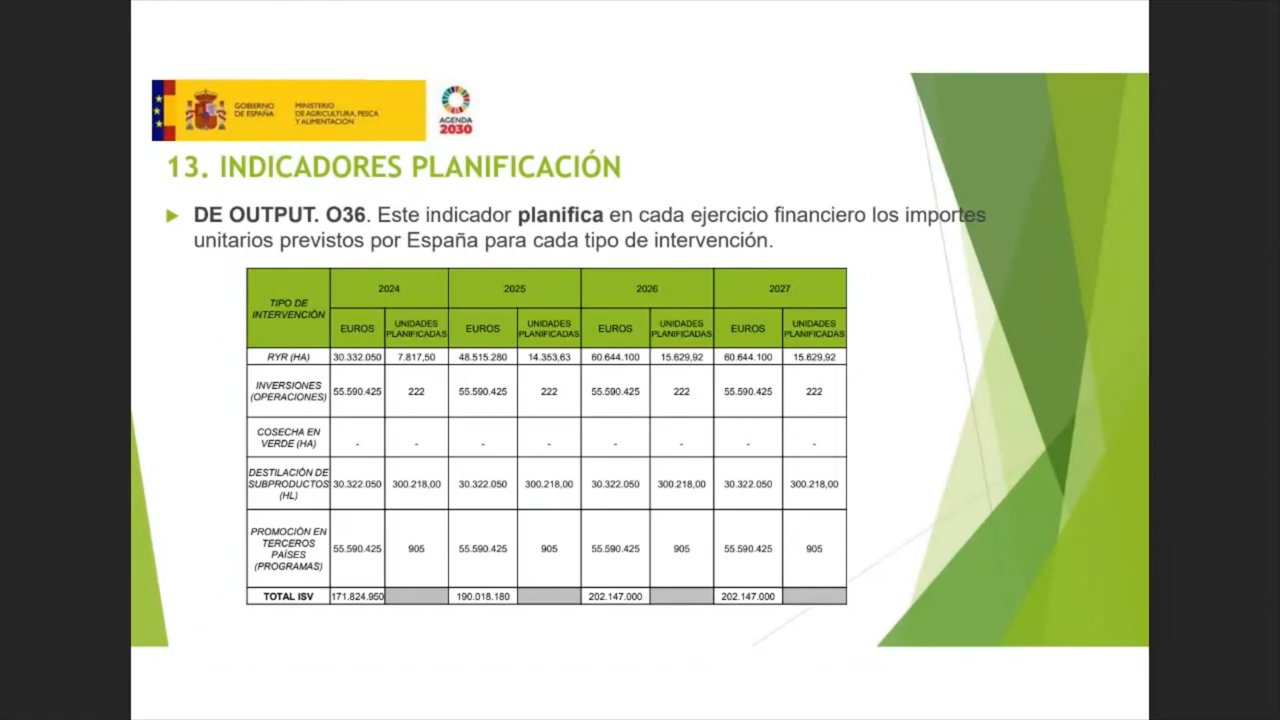 GOBIERNO
DE ESPAÑA
MINISTERIO
DE AGRICULTURA, PESCA
Y ALIMENTACIÓN
AGENDA
2030
13. INDICADORES PLANIFICACIÓN
DE OUTPUT. O36. Este indicador planifica en cada ejercicio financiero los importes
unitarios previstos por España para cada tipo de intervención.
TIPO DE
INTERVENCIÓN
2024 2025 2026 2027
EUROS UNIDADES PLANIFICADAS EUROS UNIDADES PLANIFICADAS EUROS UNIDADES PLANIFICADAS EUROS UNIDADES PLANIFICADAS
RYR (HA) 30.332.050 7.817,50 48.515.280 14.353,63 60.644.100 15.629,92 60.644.100 15.629,92
INVERSIONES
(OPERACIONES) 55.590.425 222 55.590.425 222 55.590.425 222 55.590.425 222
COSECHA EN
VERDE (HA) - - - - - - - -
DESTILACIÓN DE
SUBPRODUCTOS 30.322.050 300.218,00 30.322.050 300.218,00 30.322.050 300.218,00 30.322.050 300.218,00
(HL)
PROMOCIÓN EN
TERCEROS
PAÍSES 55.590.425 905 55.590.425 905 55.590.425 905 55.590.425 905
(PROGRAMAS)
TOTAL ISV 171.824.950 190.018.180 202.147.000 202.147.000